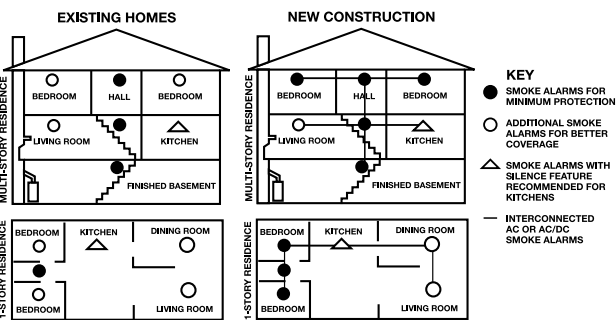 EXISTING HOMES
MULTI-STORY RESIDENCE
BEDROOM
HALL
BEDROOM
LIVING ROOM
KITCHEN
FINISHED BASEMENT
1-STORY RESIDENCE
BEDROOM
KITCHEN
DINING ROOM
BEDROOM
LIVING ROOM
NEW CONSTRUCTION
MULTI-STORY RESIDENCE
BEDROOM
HALL
BEDROOM
LIVING ROOM
KITCHEN
FINISHED BASEMENT
1-STORY RESIDENCE
BEDROOM
KITCHEN
DINING ROOM
BEDROOM
LIVING ROOM
KEY
SMOKE ALARMS FOR
MINIMUM PROTECTION
ADDITIONAL SMOKE
ALARMS FOR BETTER
COVERAGE
SMOKE ALARMS WITH
SILENCE FEATURE
RECOMMENDED FOR
KITCHENS
INTERCONNECTED
AC OR AC/DC
SMOKE ALARMS